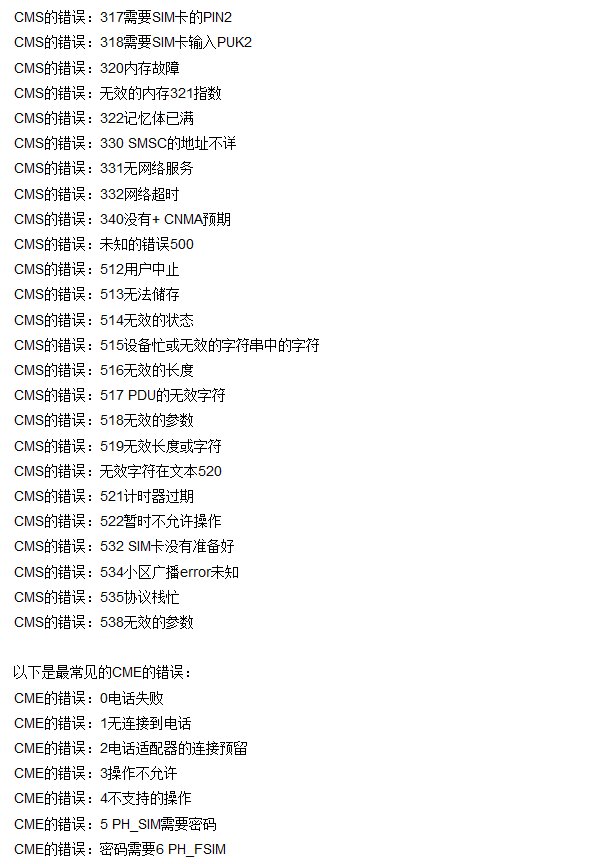 CMS的错误：317需要SIM卡的PIN2
CMS的错误：318需要SIM卡输入PUK2
CMS的错误：320内存故障
CMS的错误：无效的内存321指数
CMS的错误：322记忆体已满
CMS的错误：330 SMSC的地址不详
CMS的错误：331无网络服务
CMS的错误：332网络超时
CMS的错误：340没有+ CNMA预期
CMS的错误：未知的错误500
CMS的错误：512用户中止
CMS的错误：513无法储存
CMS的错误：514无效的状态
CMS的错误：515设备忙或无效的字符串中的字符
CMS的错误：516无效的长度
CMS的错误：517 PDU的无效字符
CMS的错误：518无效的参数
CMS的错误：519无效长度或字符
CMS的错误：无效字符在文本520
CMS的错误：521计时器过期
CMS的错误：522暂时不允许操作
CMS的错误：532 SIM卡没有准备好
CMS的错误：534小区广播error未知
CMS的错误：535协议栈忙
CMS的错误：538无效的参数
以下是最常见的CME的错误：
CME的错误：0电话失败
CME的错误：1无连接到电话
CME的错误：2电话适配器的连接预留
CME的错误：3操作不允许
CME的错误：4不支持的操作
CME的错误：5 PH_SIM需要密码
CME的错误：密码需要6 PH_FSIM